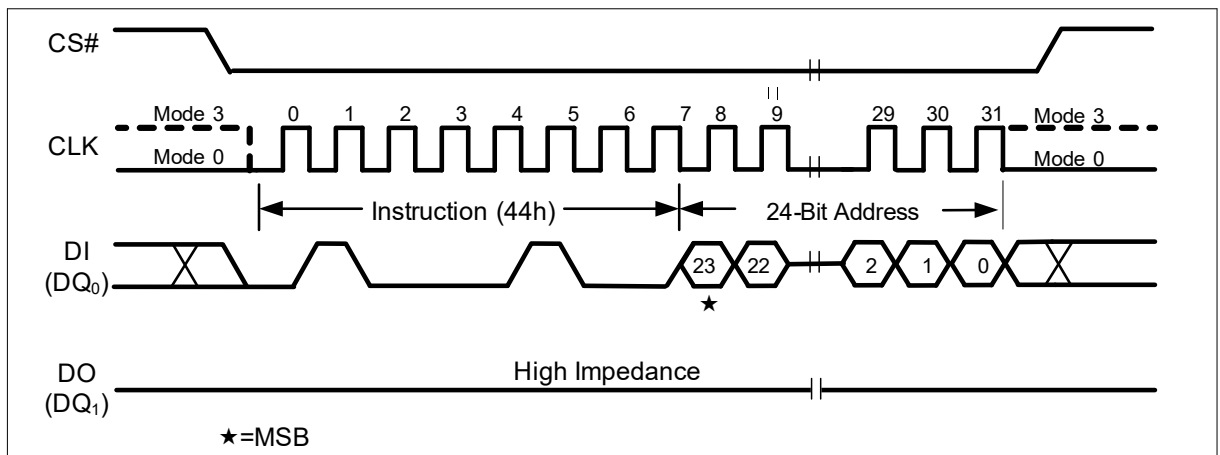 CS#
CLK
Mode 3
Mode 0
0 1 2 3 4 5 6 7 8 9 29 30 31
Mode 3
Mode 0
Instruction (44h)
24-Bit Address
DI
(DQ0)
23 22 2 1 0
★
DO
(DQ1)
High Impedance
★=MSB